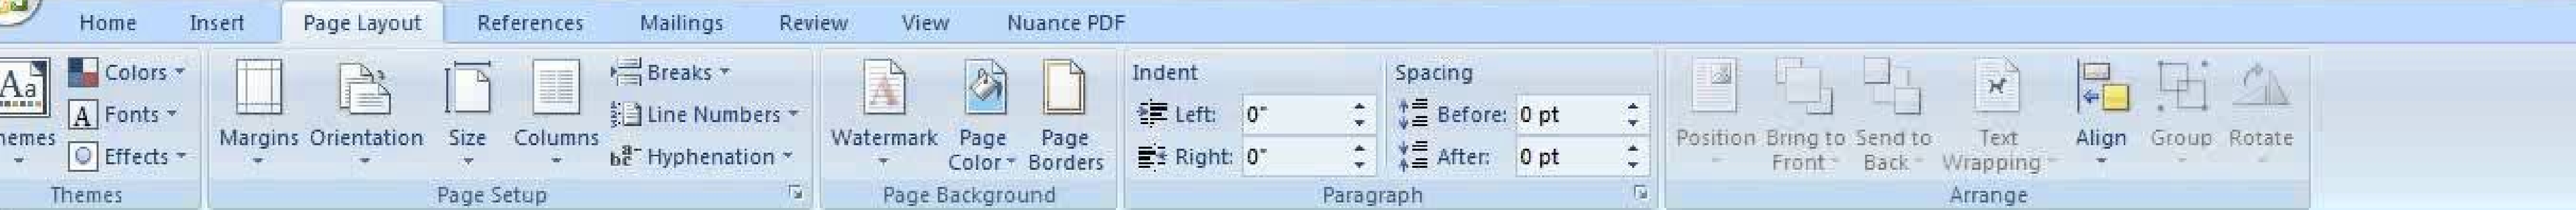 Home Insert Page Layout References Mailings Review View Nuance PDF
Aa
hemes
Colors
A Fonts
Effects
Themes
Margins
Orientation
Size
Columns
Breaks
Line Numbers
Hyphenation
Page Setup
A
Watermark
Page
Color
Page
Borders
Page Background
Indent
Left: 0"
Right: 0"
Spacing
Before: 0 pt
After: 0 pt
Paragraph
Position
Bring to
Front
Send to
Back
Text
Wrapping
Align
Group
Rotate
Arrange